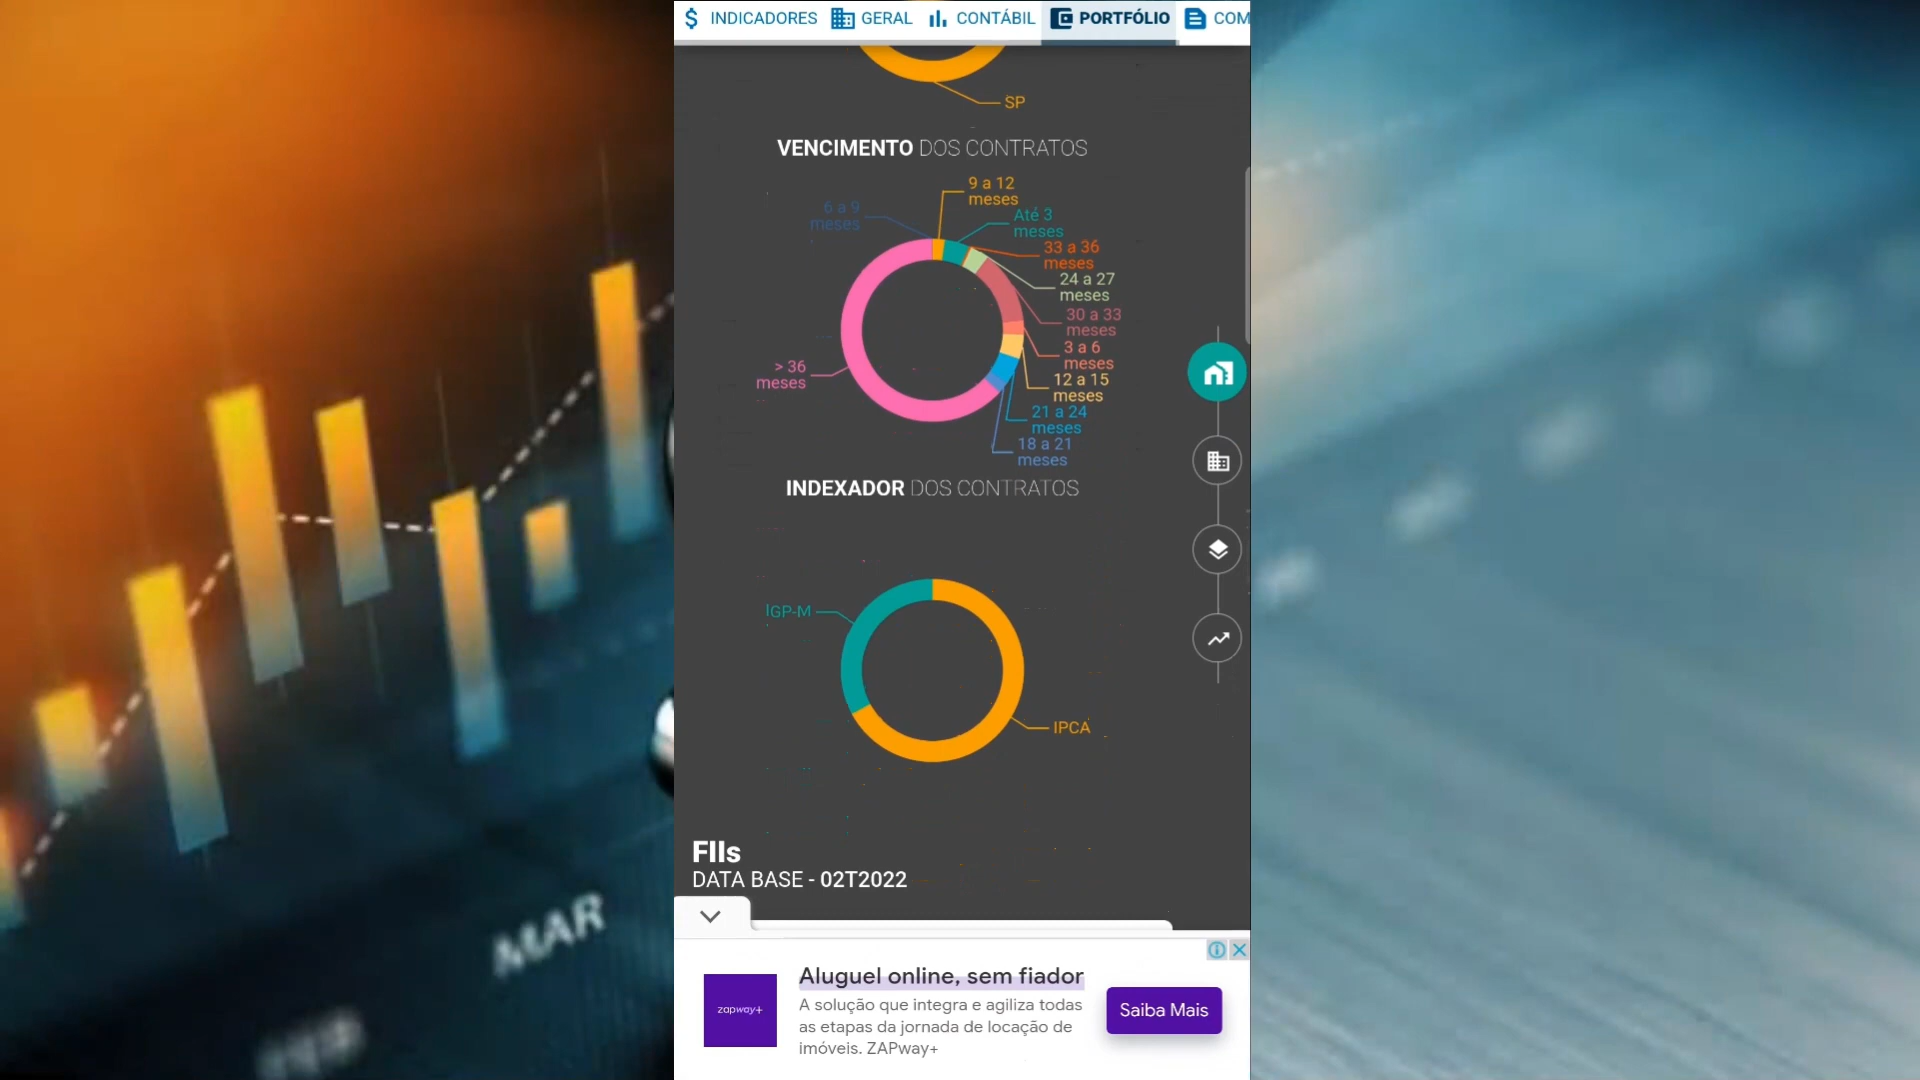 INDICADORES GERAL CONTÁBIL PORTFÓLIO COM
SP
VENCIMENTO DOS CONTRATOS
9 a 12
meses
6 a 9
meses
Até 3
meses
33 a 36
meses
24 a 27
meses
30 a 33
meses
3 a 6
meses
> 36
meses
12 a 15
meses
21 a 24
meses
18 a 21
meses
INDEXADOR DOS CONTRATOS
IGP-M
IPCA
FIIs
DATA BASE - 02T2022
MAR
zapway+
Aluguel online, sem fiador
A solução que integra e agiliza todas
as etapas da jornada de locação de
imóveis. ZAPway+
Saiba Mais